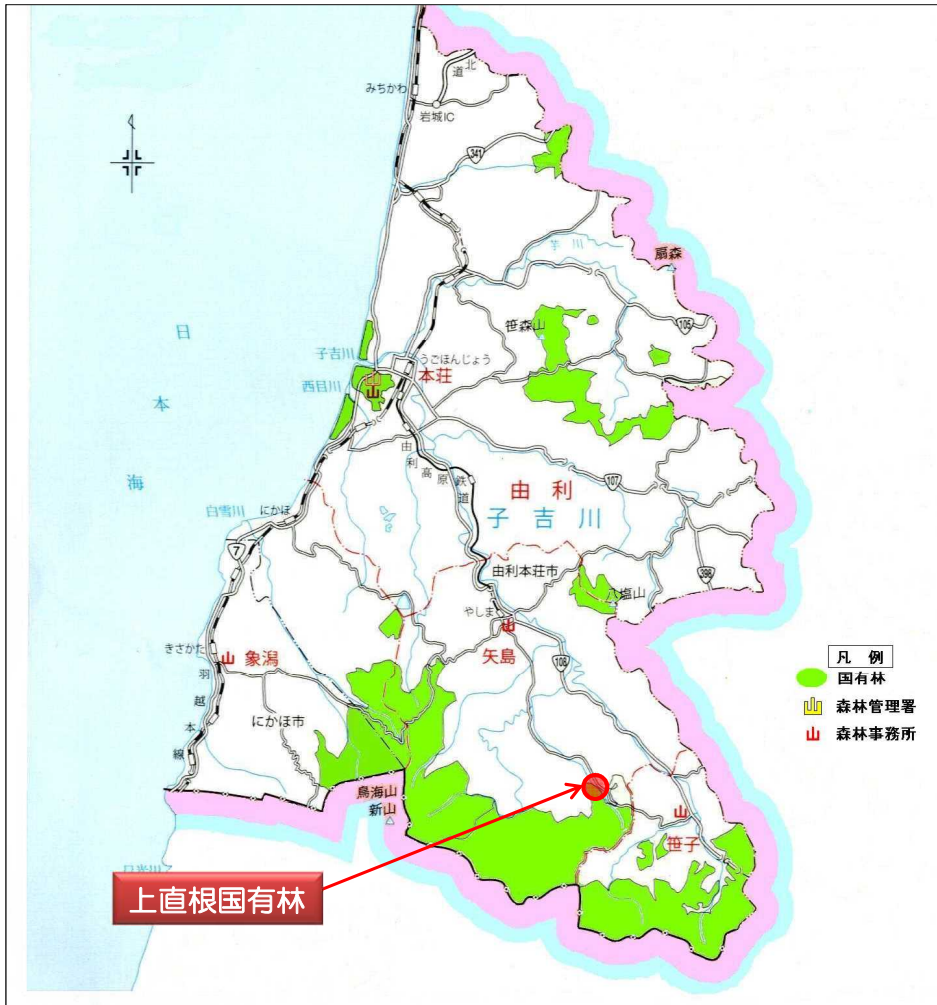 北
道
みちかわ
岩城IC
341
芋川
扇森
105
笹森山
日
本
海
子吉川
うごほんじょう
本荘
西目川
山
由利高原鉄道
107
由利
子吉川
白雪川
にかほ
7
由利本荘市
398
八塩山
やしま
山
矢島
108
きさかた
山 象潟
羽越本線
にかほ市
凡 例
国有林
森林管理署
山 森林事務所
鳥海山
新山
山
笹子
上直根国有林